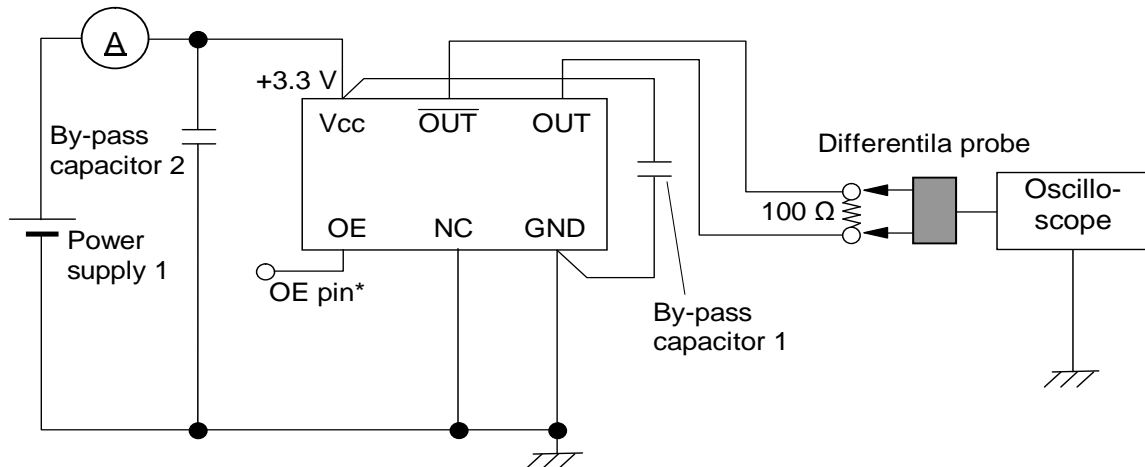 A
+3.3 V
Vcc
OUT
OUT
By-pass
capacitor 2
Differentila probe
Oscillo-
scope
100 Ω
OE
NC
GND
Power
supply 1
OE pin*
By-pass
capacitor 1